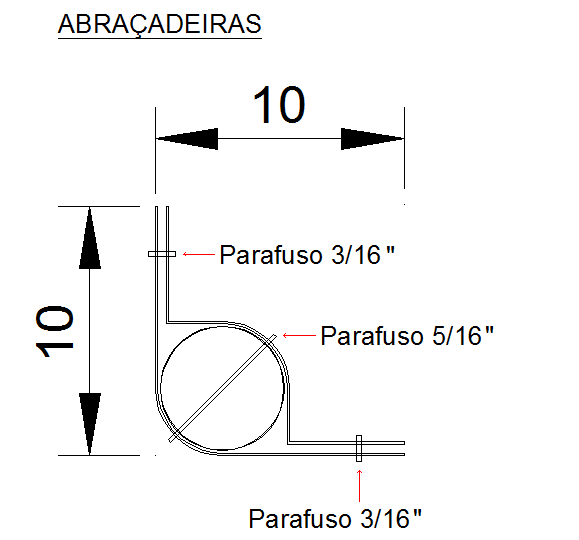 ABRAÇADEIRAS
10
Parafuso 3/16"
10
Parafuso 5/16"
Parafuso 3/16"